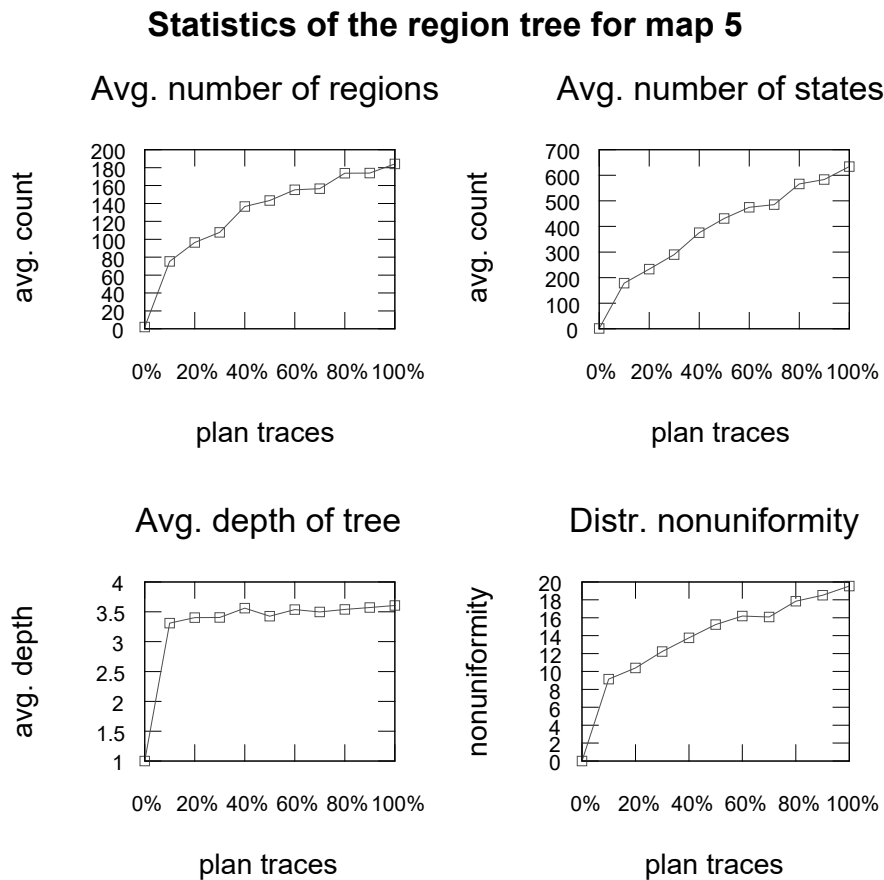 Statistics of the region tree for map 5
Avg. number of regions
avg. count
200
180
160
140
120
100
80
60
40
20
0
0% 20% 40% 60% 80% 100%
plan traces
Avg. number of states
avg. count
700
600
500
400
300
200
100
0
0% 20% 40% 60% 80% 100%
plan traces
Avg. depth of tree
avg. depth
4
3.5
3
2.5
2
1.5
1
0% 20% 40% 60% 80% 100%
plan traces
Distr. nonuniformity
nonuniformity
20
18
16
14
12
10
8
6
4
2
0
0% 20% 40% 60% 80% 100%
plan traces